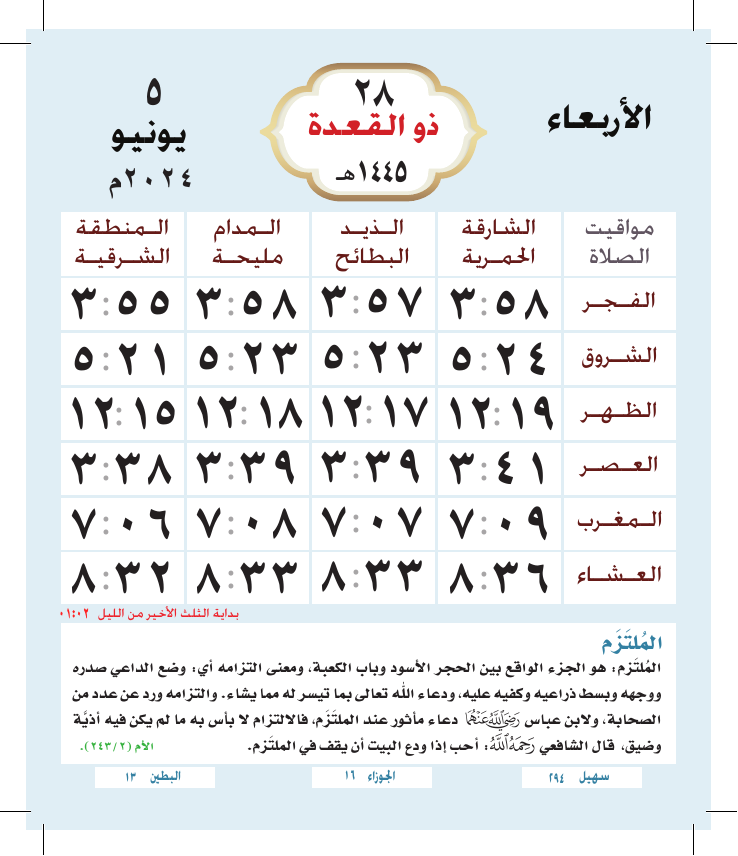 الأربعاء
٢٨
ذو القعدة
١٤٤٥هـ
٥
يونيو
٢٠٢٤م
مواقيت الصلاة | الشارقة الحمرية | الذيد البطائح | المدام مليحة | المنطقة الشرقية
الفجر ٣:٥٨ ٣:٥٧ ٣:٥٨ ٣:٥٥
الشروق ٥:٢٤ ٥:٢٣ ٥:٢٣ ٥:٢١
الظهر ١٢:١٩ ١٢:١٧ ١٢:١٨ ١٢:١٥
العصر ٣:٤١ ٣:٣٩ ٣:٣٩ ٣:٣٨
المغرب ٧:٠٩ ٧:٠٧ ٧:٠٨ ٧:٠٦
العشاء ٨:٣٦ ٨:٣٣ ٨:٣٣ ٨:٣٢
بداية الثلث الأخير من الليل ٠١:٠٢
المُلتَزَم
المُلتَزم: هو الجزء الواقع بين الحجر الأسود وباب الكعبة، ومعنى التزامه أي: وضع الداعي صدره
ووجهه وبسط ذراعيه وكفيه عليه، ودعاء الله تعالى بما تيسر له مما يشاء. والتزامه ورد عن عدد من
الصحابة، ولابن عباس رَضِيَ اللَّهُ عَنْهُمَا دعاء مأثور عند الملتَزَم، فالالتزام لا بأس به ما لم يكن فيه أذيَّة
وضيق، قال الشافعي رَحِمَهُ اللَّهُ: أحب إذا ودع البيت أن يقف في الملتَزم. الأم (٢/٢٤٣).
سهيل ٢٩٤
الجوزاء ١٦
البطين ١٣